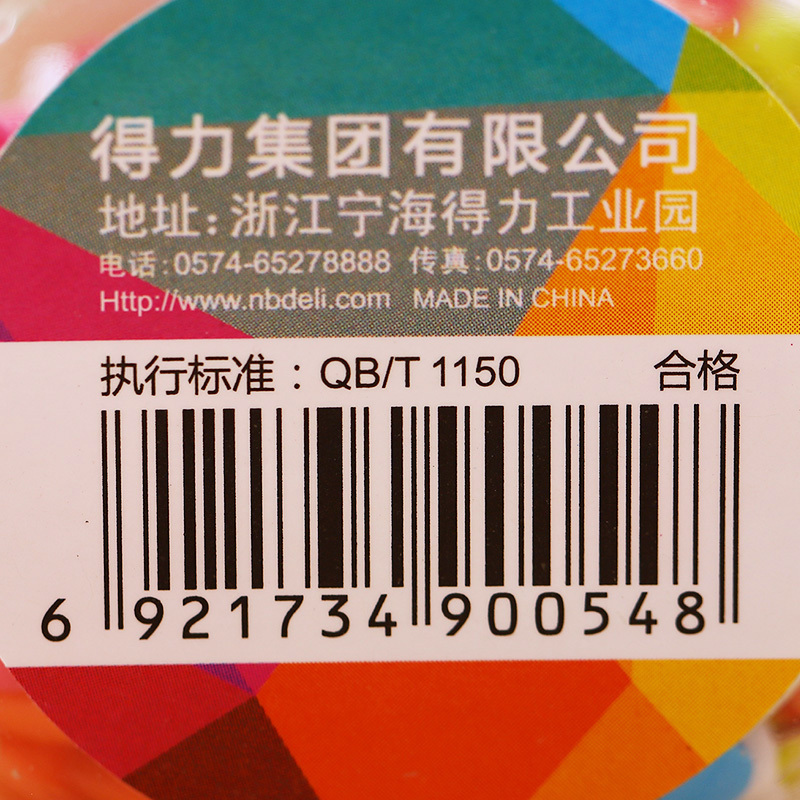 得力集团有限公司
地址:浙江宁海得力工业园
电话:0574-65278888 传真:0574-65273660
Http://www.nbdeli.com MADE IN CHINA
执行标准:QB/T 1150 合格
6 921734 900548